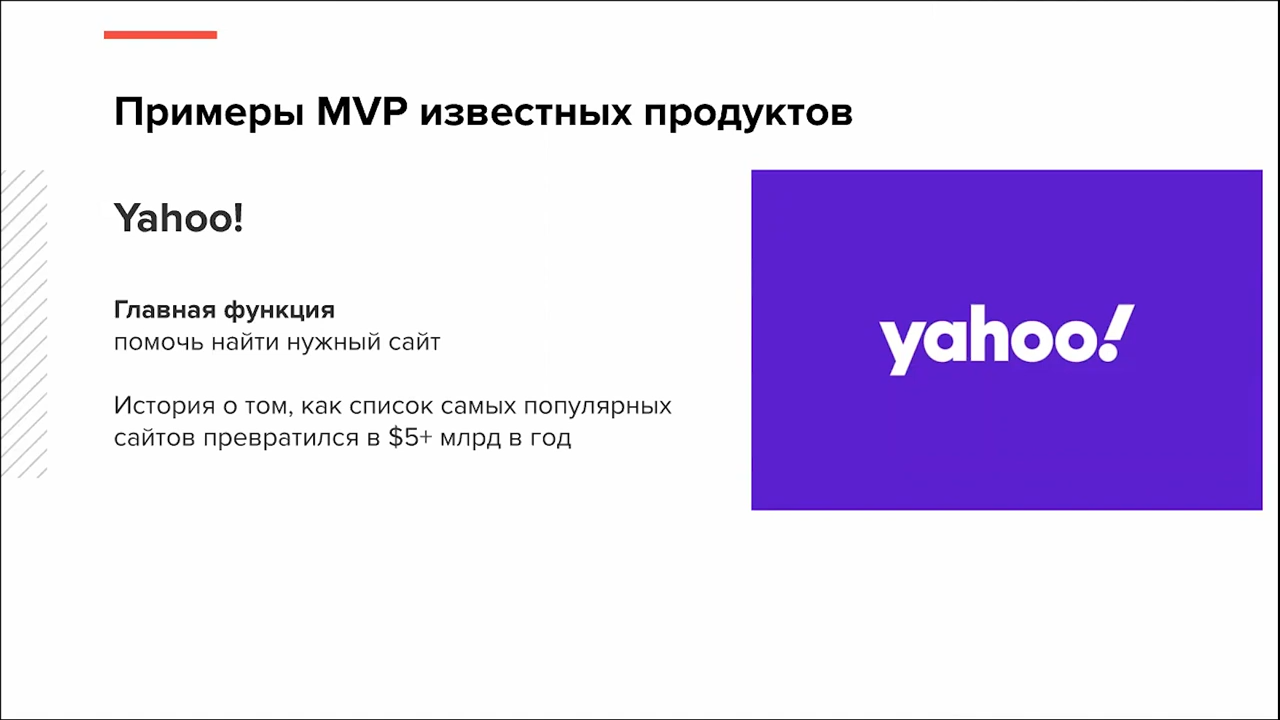 Примеры MVP известных продуктов
Yahoo!
Главная функция
помочь найти нужный сайт
История о том, как список самых популярных
сайтов превратился в $5+ млрд в год
yahoo!